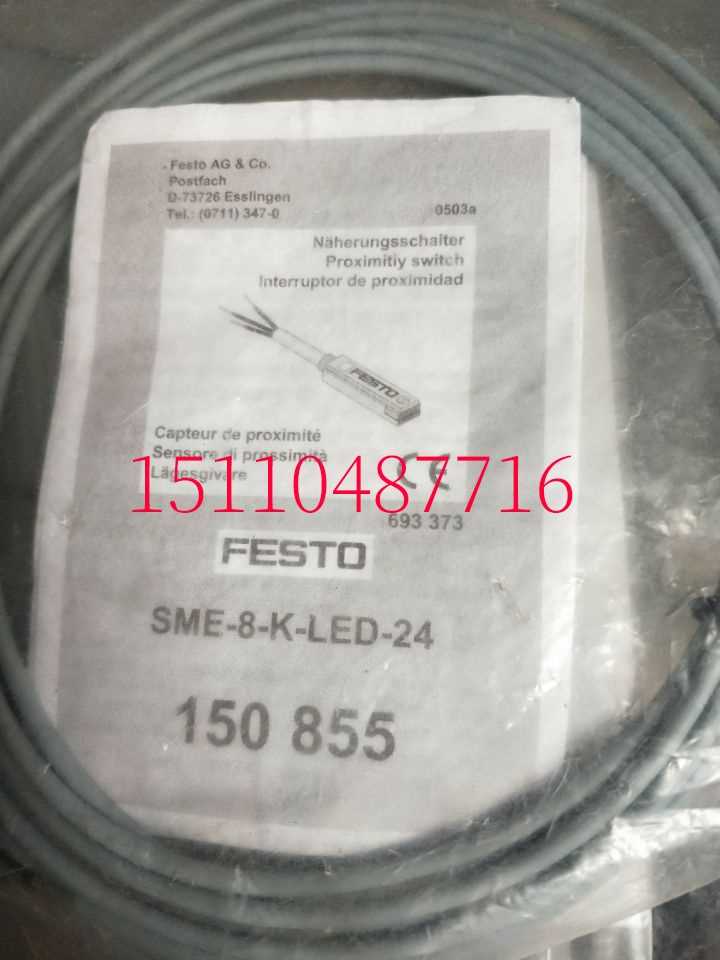 Festo AG & Co.
Postfach
D-73726 Esslingen
Tel.: (0711) 347-0
0503a
Näherungsschalter
Proximitiy switch
Interruptor de proximidad
FESTO
Capteur de proximité
Sensore di prossimità
Lägesgivare
CE
15110487716
693 373
FESTO
SME-8-K-LED-24
150 855